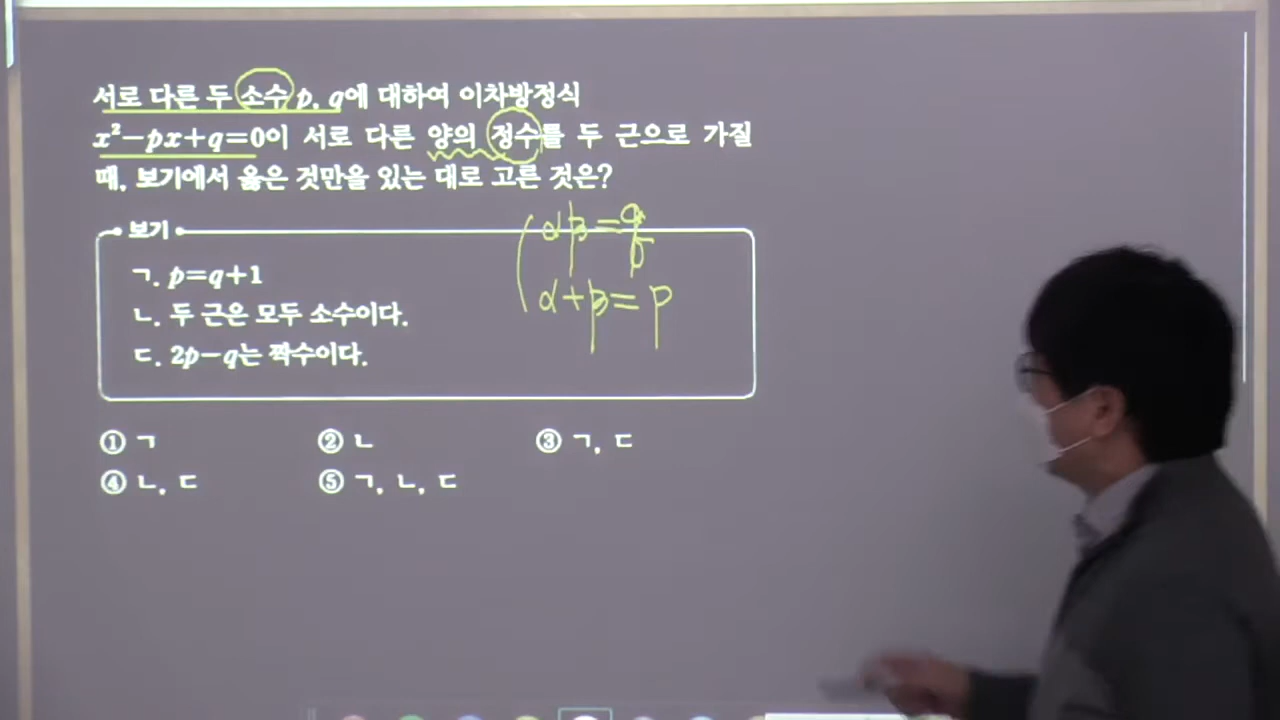 서로 다른 두 소수 p, q에 대하여 이차방정식
x²−px+q=0이 서로 다른 양의 정수를 두 근으로 가질
때, 보기에서 옳은 것만을 있는 대로 고른 것은?
보기
ㄱ. p=q+1
ㄴ. 두 근은 모두 소수이다.
ㄷ. 2p−q는 짝수이다.
αβ=q
α+β=p
① ㄱ ② ㄴ ③ ㄱ, ㄷ
④ ㄴ, ㄷ ⑤ ㄱ, ㄴ, ㄷ